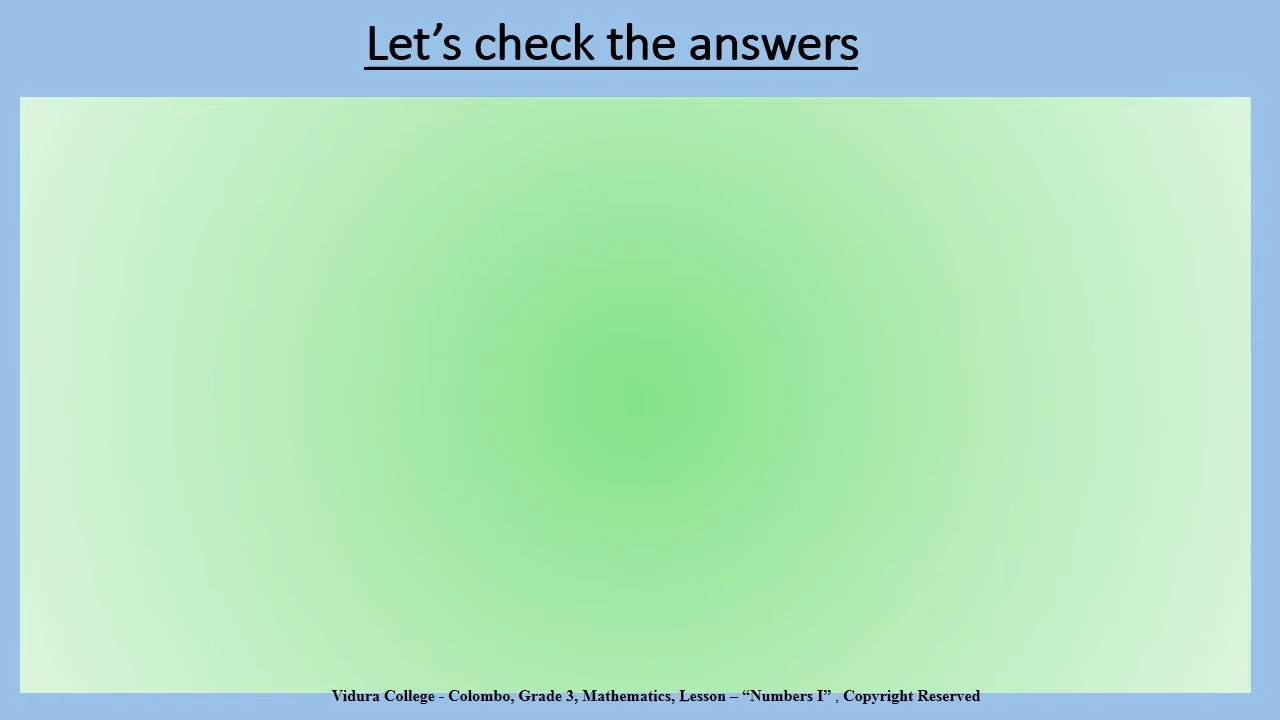 Let’s check the answers
Vidura College - Colombo, Grade 3, Mathematics, Lesson – “Numbers I” , Copyright Reserved